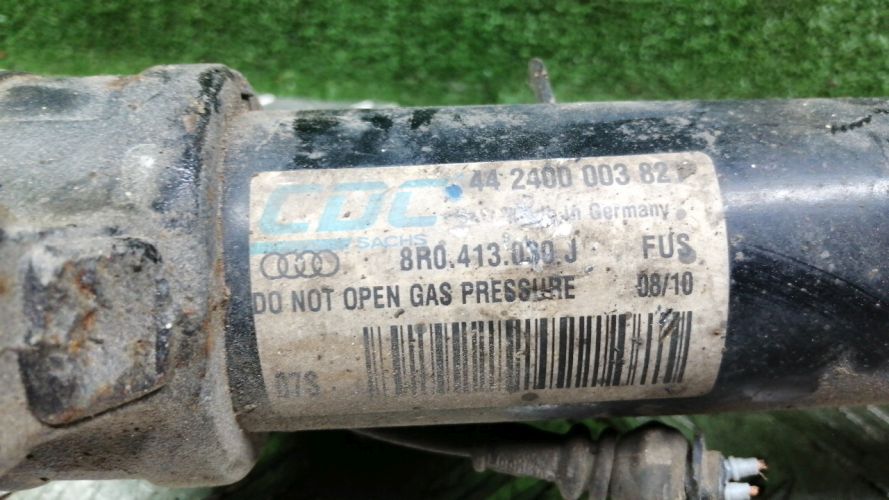 CDC 44 2400 003 82
SACHS in Germany
8R0.413.030.J FUS
DO NOT OPEN GAS PRESSURE 08/10
07S